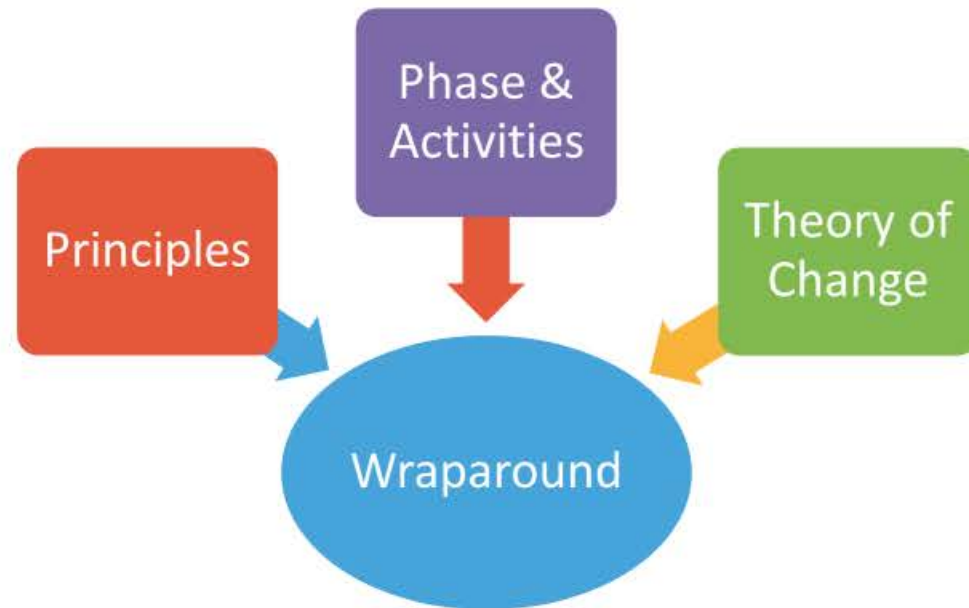 Phase &
Activities
Principles
Theory of
Change
Wraparound